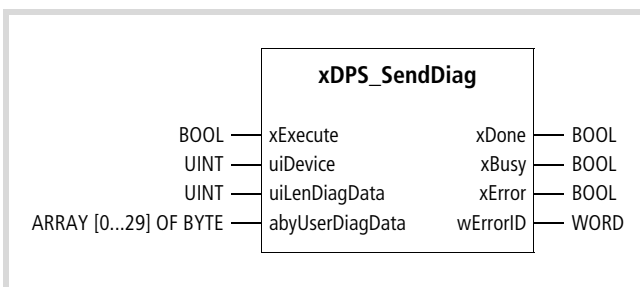 xDPS_SendDiag
BOOL xExecute xDone BOOL
UINT uiDevice xBusy BOOL
UINT uiLenDiagData xError BOOL
ARRAY [0...29] OF BYTE abyUserDiagData wErrorID WORD